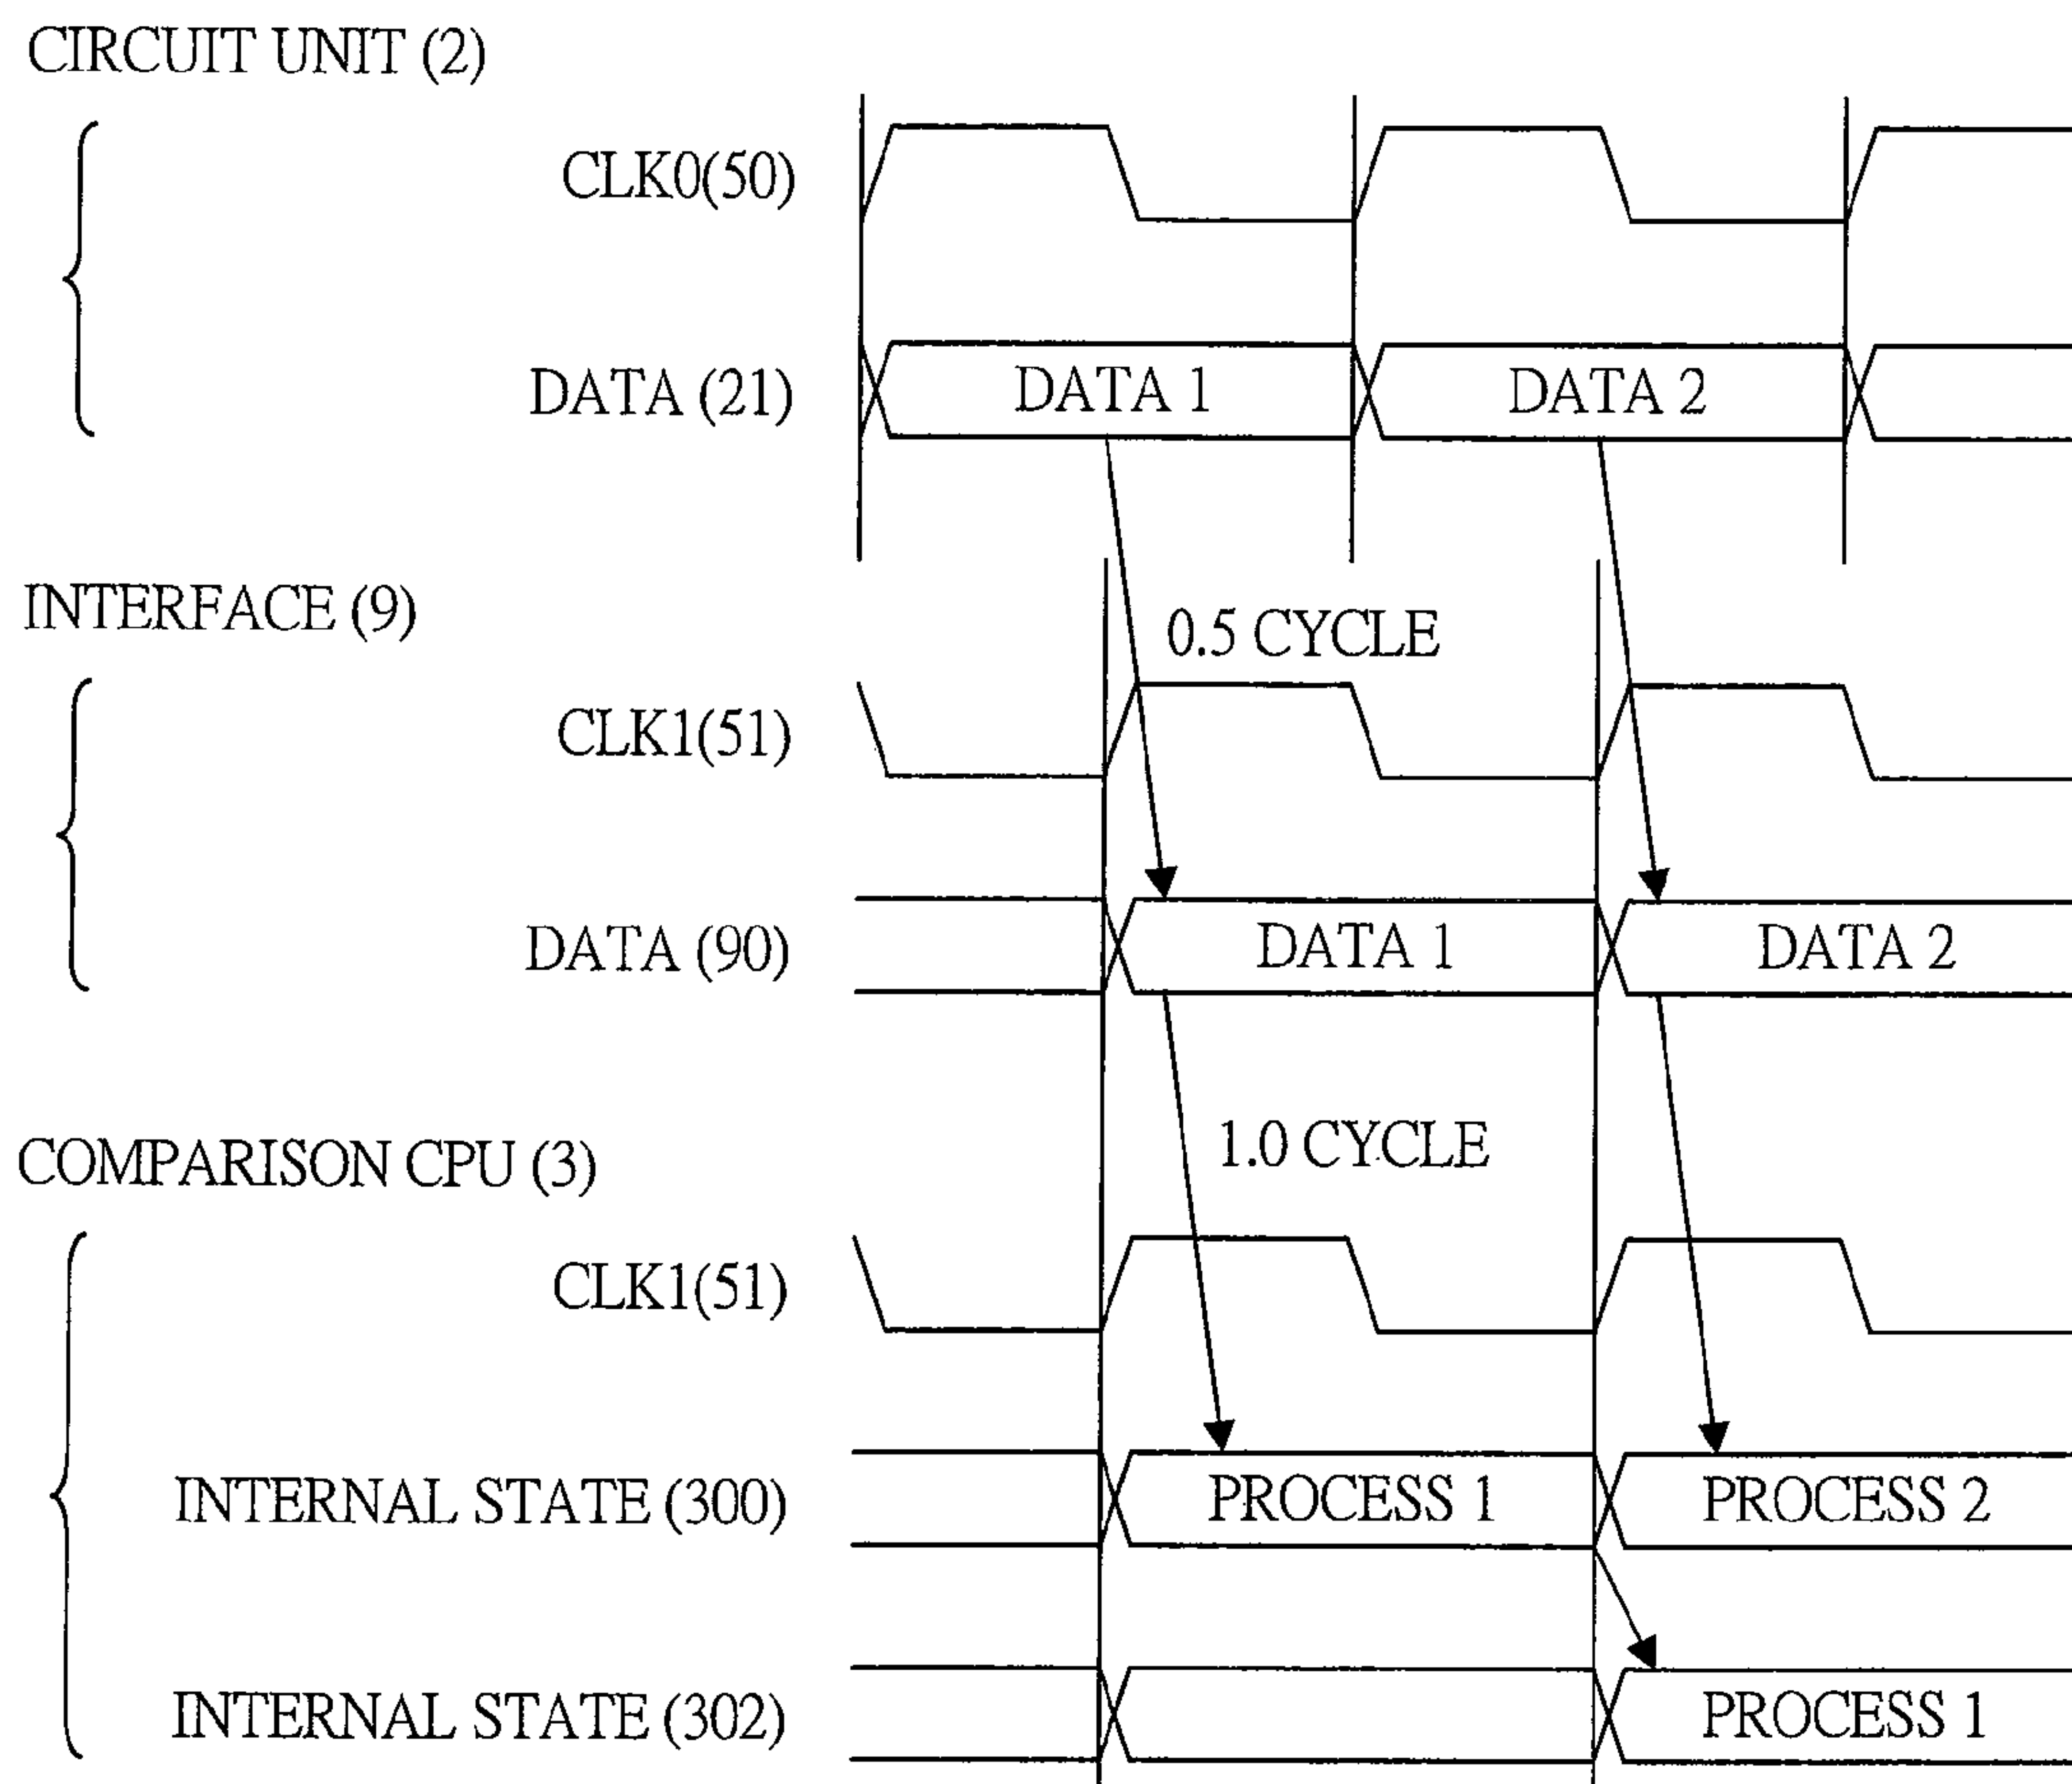 CIRCUIT UNIT (2)
CLK0(50)
DATA (21)
DATA 1
DATA 2
INTERFACE (9)
0.5 CYCLE
CLK1(51)
DATA (90)
DATA 1
DATA 2
1.0 CYCLE
COMPARISON CPU (3)
CLK1(51)
INTERNAL STATE (300)
PROCESS 1
PROCESS 2
INTERNAL STATE (302)
PROCESS 1